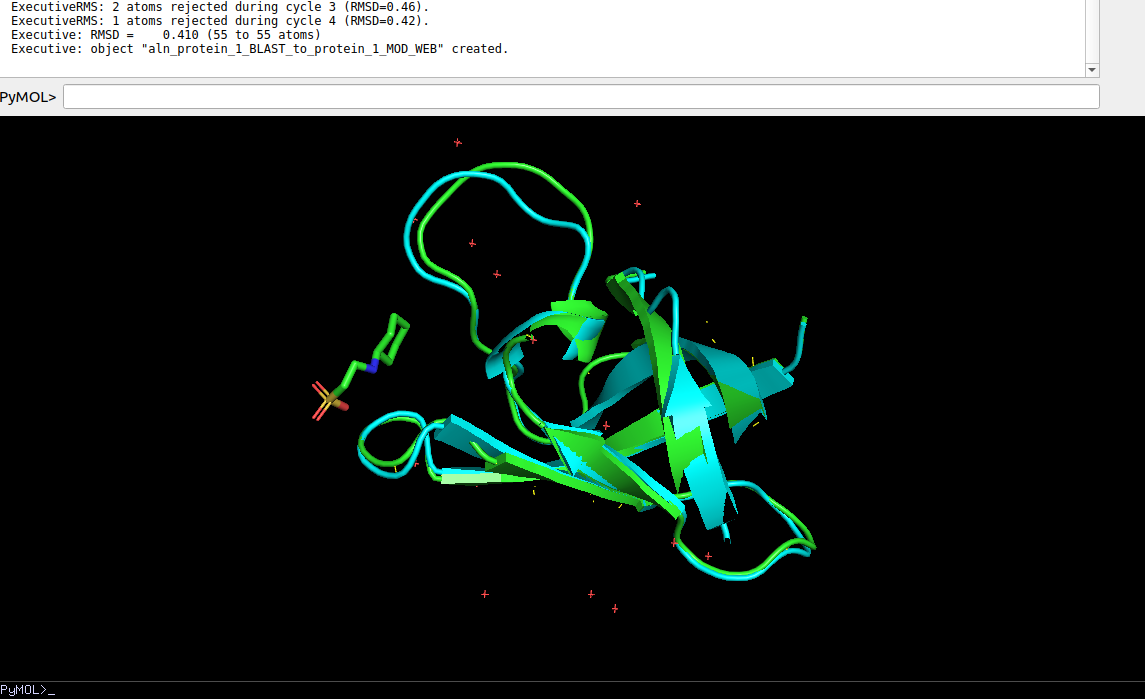 ExecutiveRMS: 2 atoms rejected during cycle 3 (RMSD=0.46).
ExecutiveRMS: 1 atoms rejected during cycle 4 (RMSD=0.42).
Executive: RMSD =    0.410 (55 to 55 atoms)
Executive: object "aln_protein_1_BLAST_to_protein_1_MOD_WEB" created.
PyMOL>
PyMOL>_